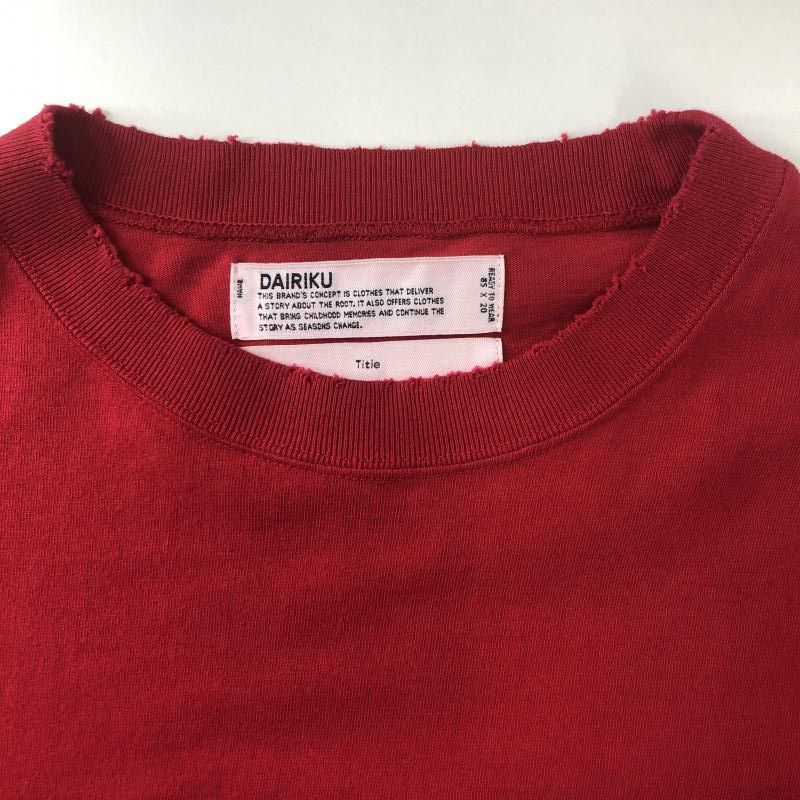 NAME
DAIRIKU
THIS BRAND'S CONCEPT IS CLOTHES THAT DELIVER
A STORY ABOUT THE ROOT. IT ALSO OFFERS CLOTHES
THAT BRING CHILDHOOD MEMORIES AND CONTINUE THE
STORY AS SEASONS CHANGE.
READY TO WEAR
85 X 20
Title